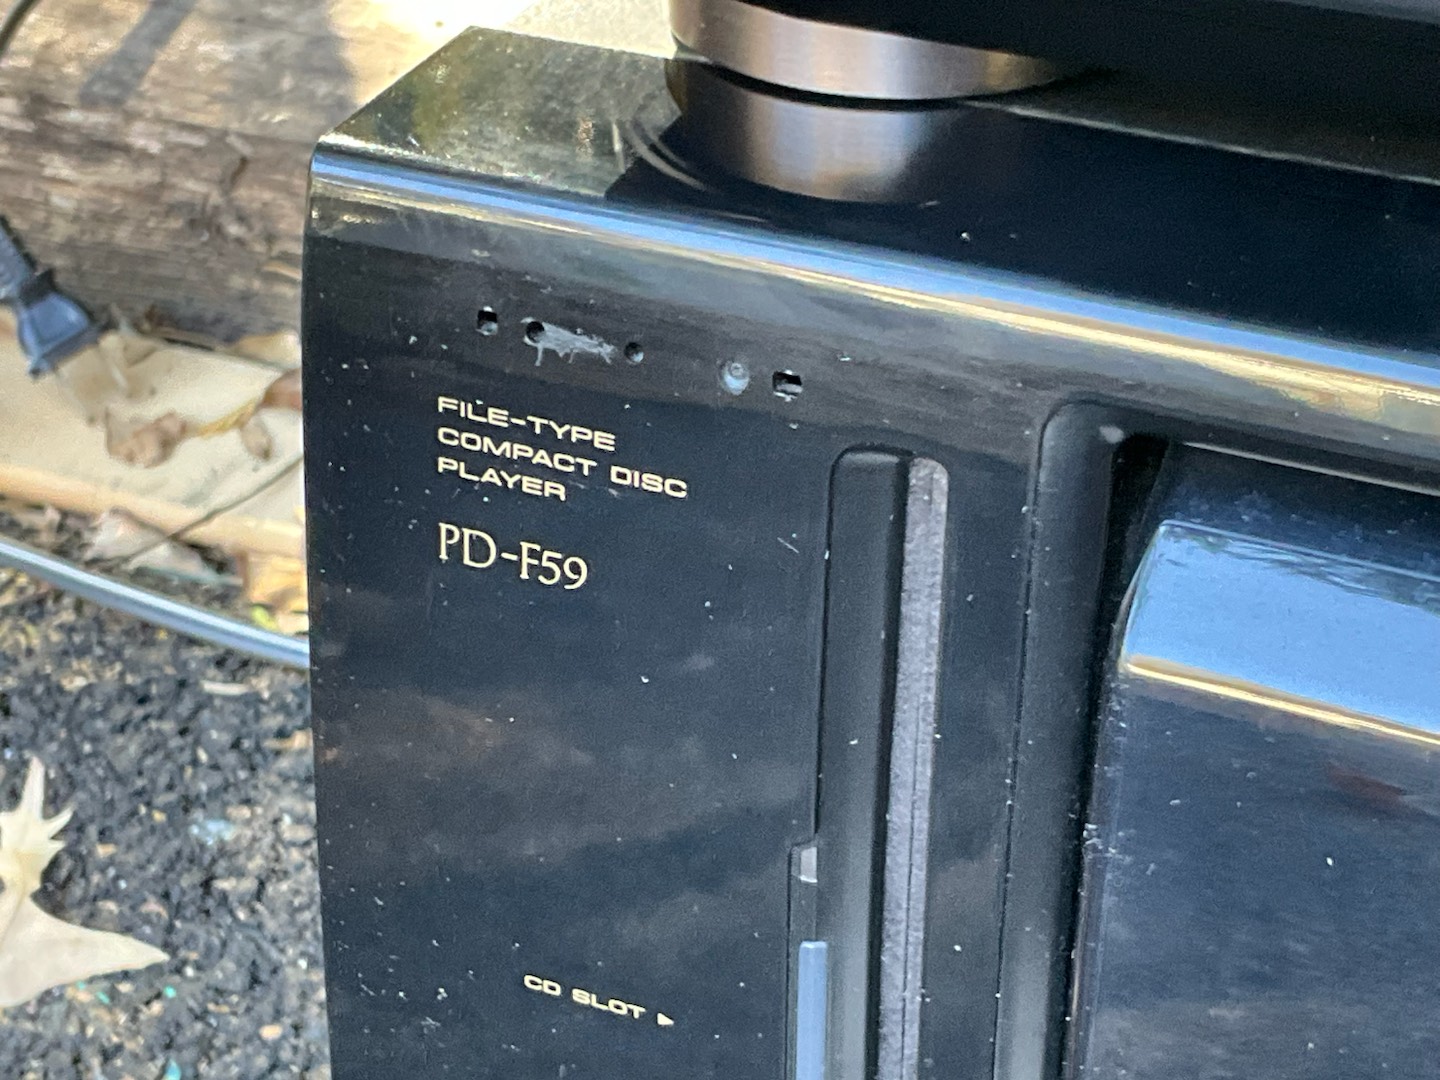 FILE-TYPE
COMPACT DISC
PLAYER
PD-F59
CD SLOT ▶